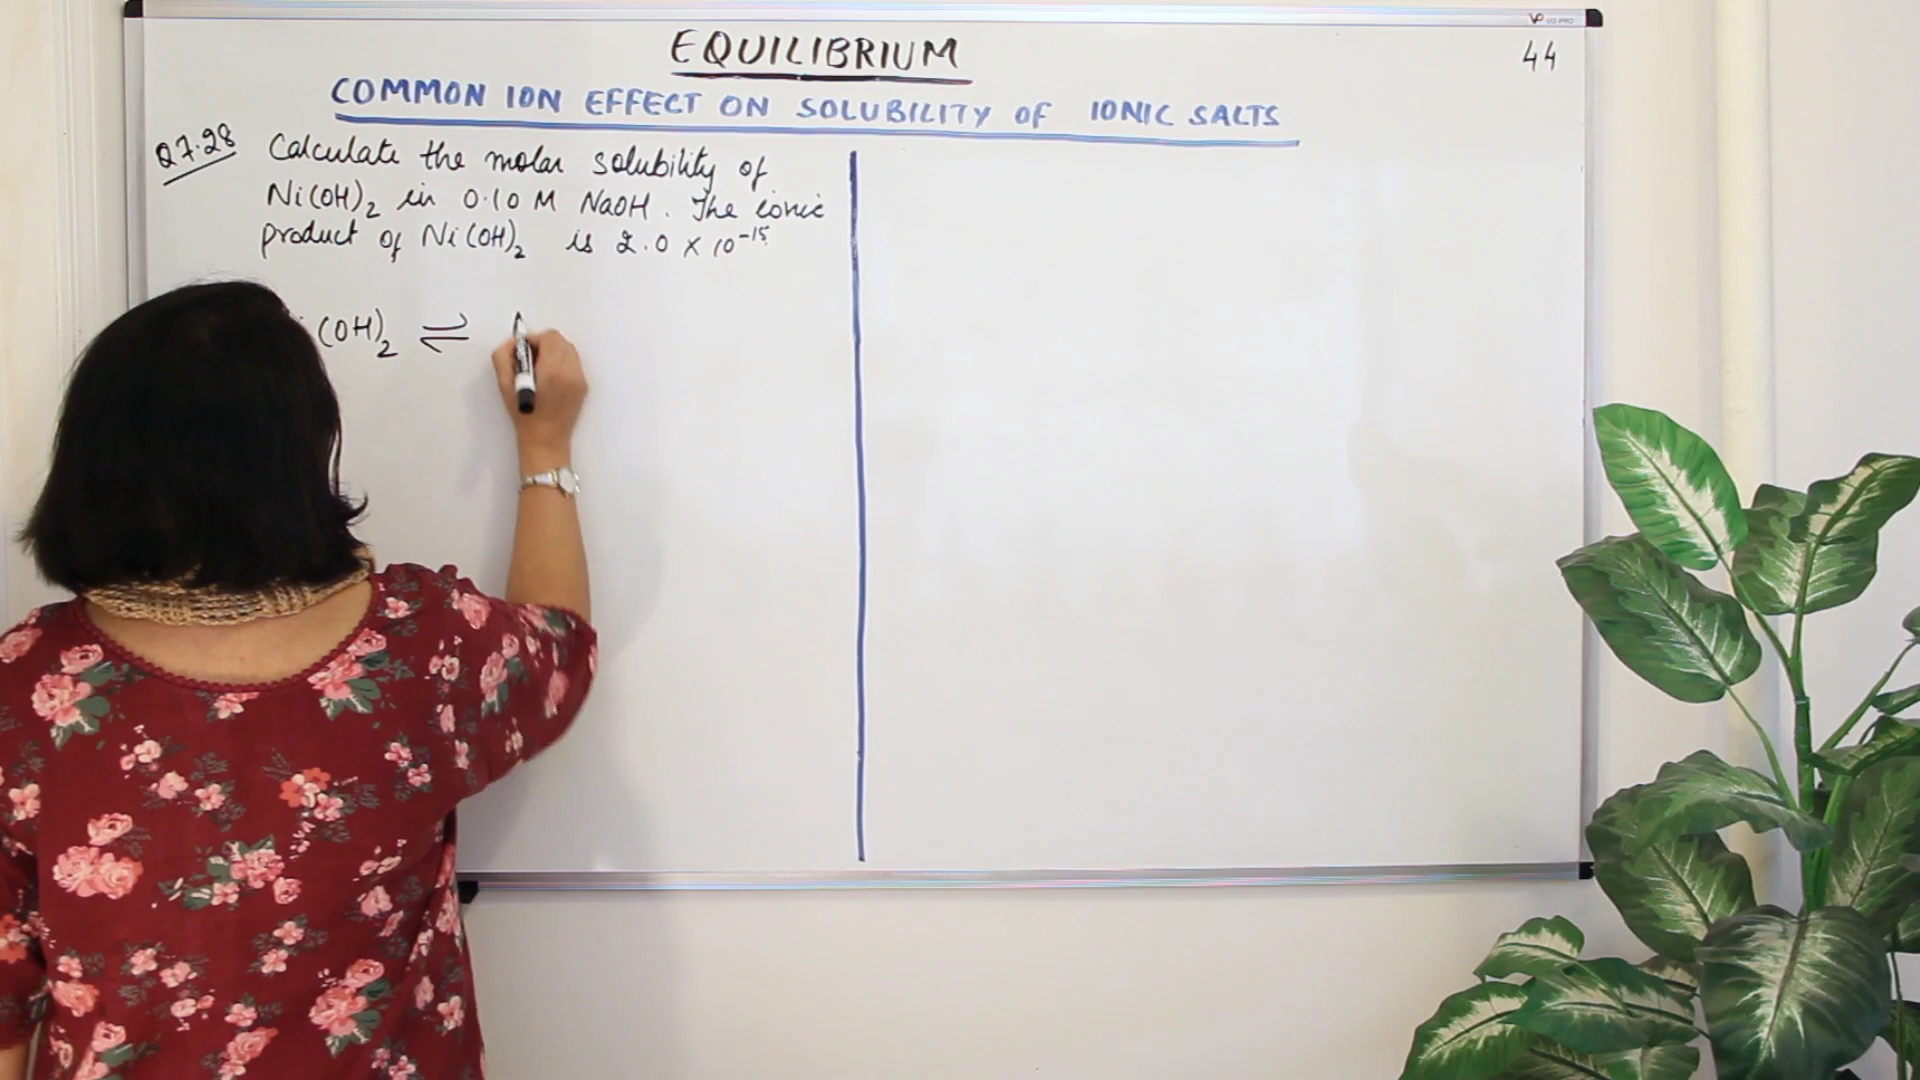 EQUILIBRIUM
44
COMMON ION EFFECT ON SOLUBILITY OF IONIC SALTS
Q7.28 Calculate the molar solubility of
Ni(OH)₂ in 0.10 M NaOH. The ionic
product of Ni(OH)₂ is 2.0 × 10⁻¹⁵.
(OH)₂ ⇌